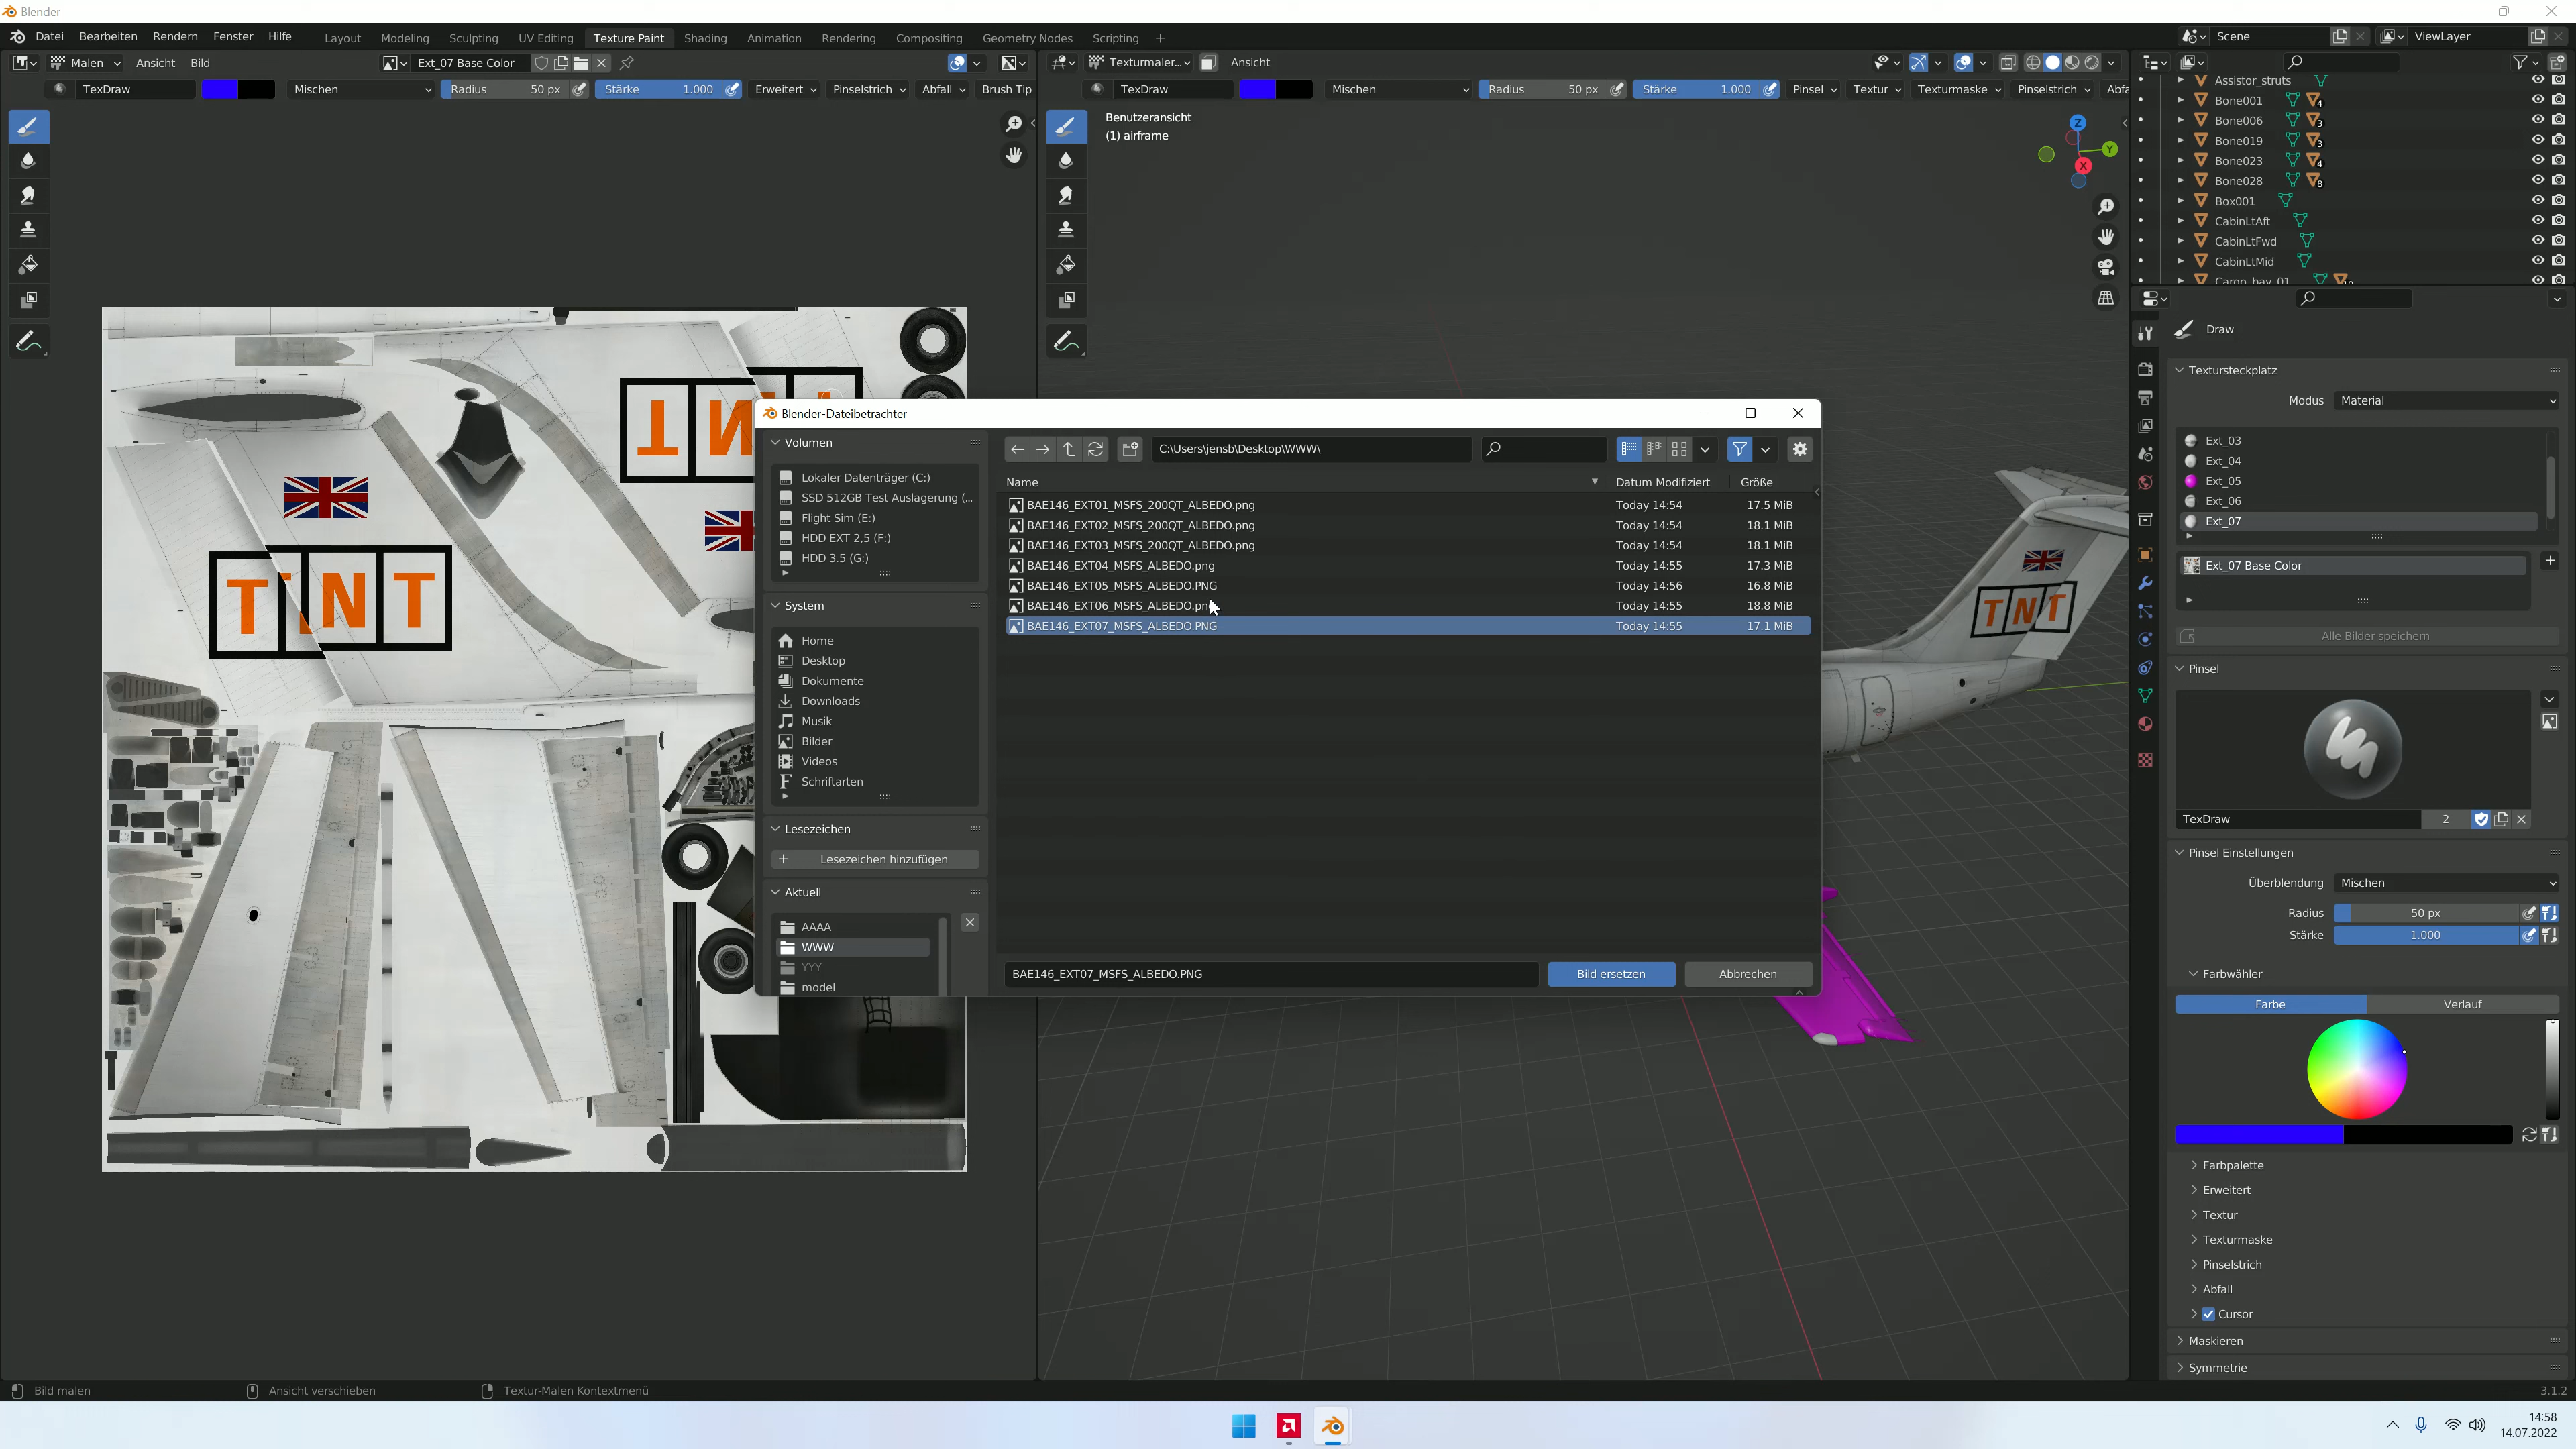 Blender
Datei Bearbeiten Rendern Fenster Hilfe Layout Modeling Sculpting UV Editing Texture Paint Shading Animation Rendering Compositing Geometry Nodes Scripting + Scene ViewLayer
Malen Ansicht Bild Ext_07 Base Color Texturmaler... Ansicht
TexDraw Mischen Radius 50 px Stärke 1.000 Erweitert Pinselstrich Abfall Brush Tip
TexDraw Mischen Radius 50 px Stärke 1.000 Pinsel Textur Texturmaske Pinselstrich Abfa
Benutzeransicht
(1) airframe
Z
Y
X
Assistor_struts
Bone001 4
Bone006 3
Bone019 3
Bone023 4
Bone028 8
Box001
CabinLtAft
CabinLtFwd
CabinLtMid
Cargo_bay_01
TNT
TNT
Blender-Dateibetrachter
Volumen
Lokaler Datenträger (C:)
SSD 512GB Test Auslagerung (...
Flight Sim (E:)
HDD EXT 2,5 (F:)
HDD 3.5 (G:)
System
Home
Desktop
Dokumente
Downloads
Musik
Bilder
Videos
Schriftarten
Lesezeichen
Lesezeichen hinzufügen
Aktuell
AAAA
WWW
YYY
model
C:\Users\jensb\Desktop\WWW\
Name Datum Modifiziert Größe
BAE146_EXT01_MSFS_200QT_ALBEDO.png Today 14:54 17.5 MiB
BAE146_EXT02_MSFS_200QT_ALBEDO.png Today 14:54 18.1 MiB
BAE146_EXT03_MSFS_200QT_ALBEDO.png Today 14:54 18.1 MiB
BAE146_EXT04_MSFS_ALBEDO.png Today 14:55 17.3 MiB
BAE146_EXT05_MSFS_ALBEDO.PNG Today 14:56 16.8 MiB
BAE146_EXT06_MSFS_ALBEDO.png Today 14:55 18.8 MiB
BAE146_EXT07_MSFS_ALBEDO.PNG Today 14:55 17.1 MiB
BAE146_EXT07_MSFS_ALBEDO.PNG Bild ersetzen Abbrechen
Draw
Textursteckplatz
Modus Material
Ext_03
Ext_04
Ext_05
Ext_06
Ext_07
Ext_07 Base Color
Alle Bilder speichern
Pinsel
TexDraw 2
Pinsel Einstellungen
Überblendung Mischen
Radius 50 px
Stärke 1.000
Farbwähler
Farbe Verlauf
Farbpalette
Erweitert
Textur
Texturmaske
Pinselstrich
Abfall
Cursor
Maskieren
Symmetrie
Bild malen Ansicht verschieben Textur-Malen Kontextmenü 3.1.2
14:58
14.07.2022